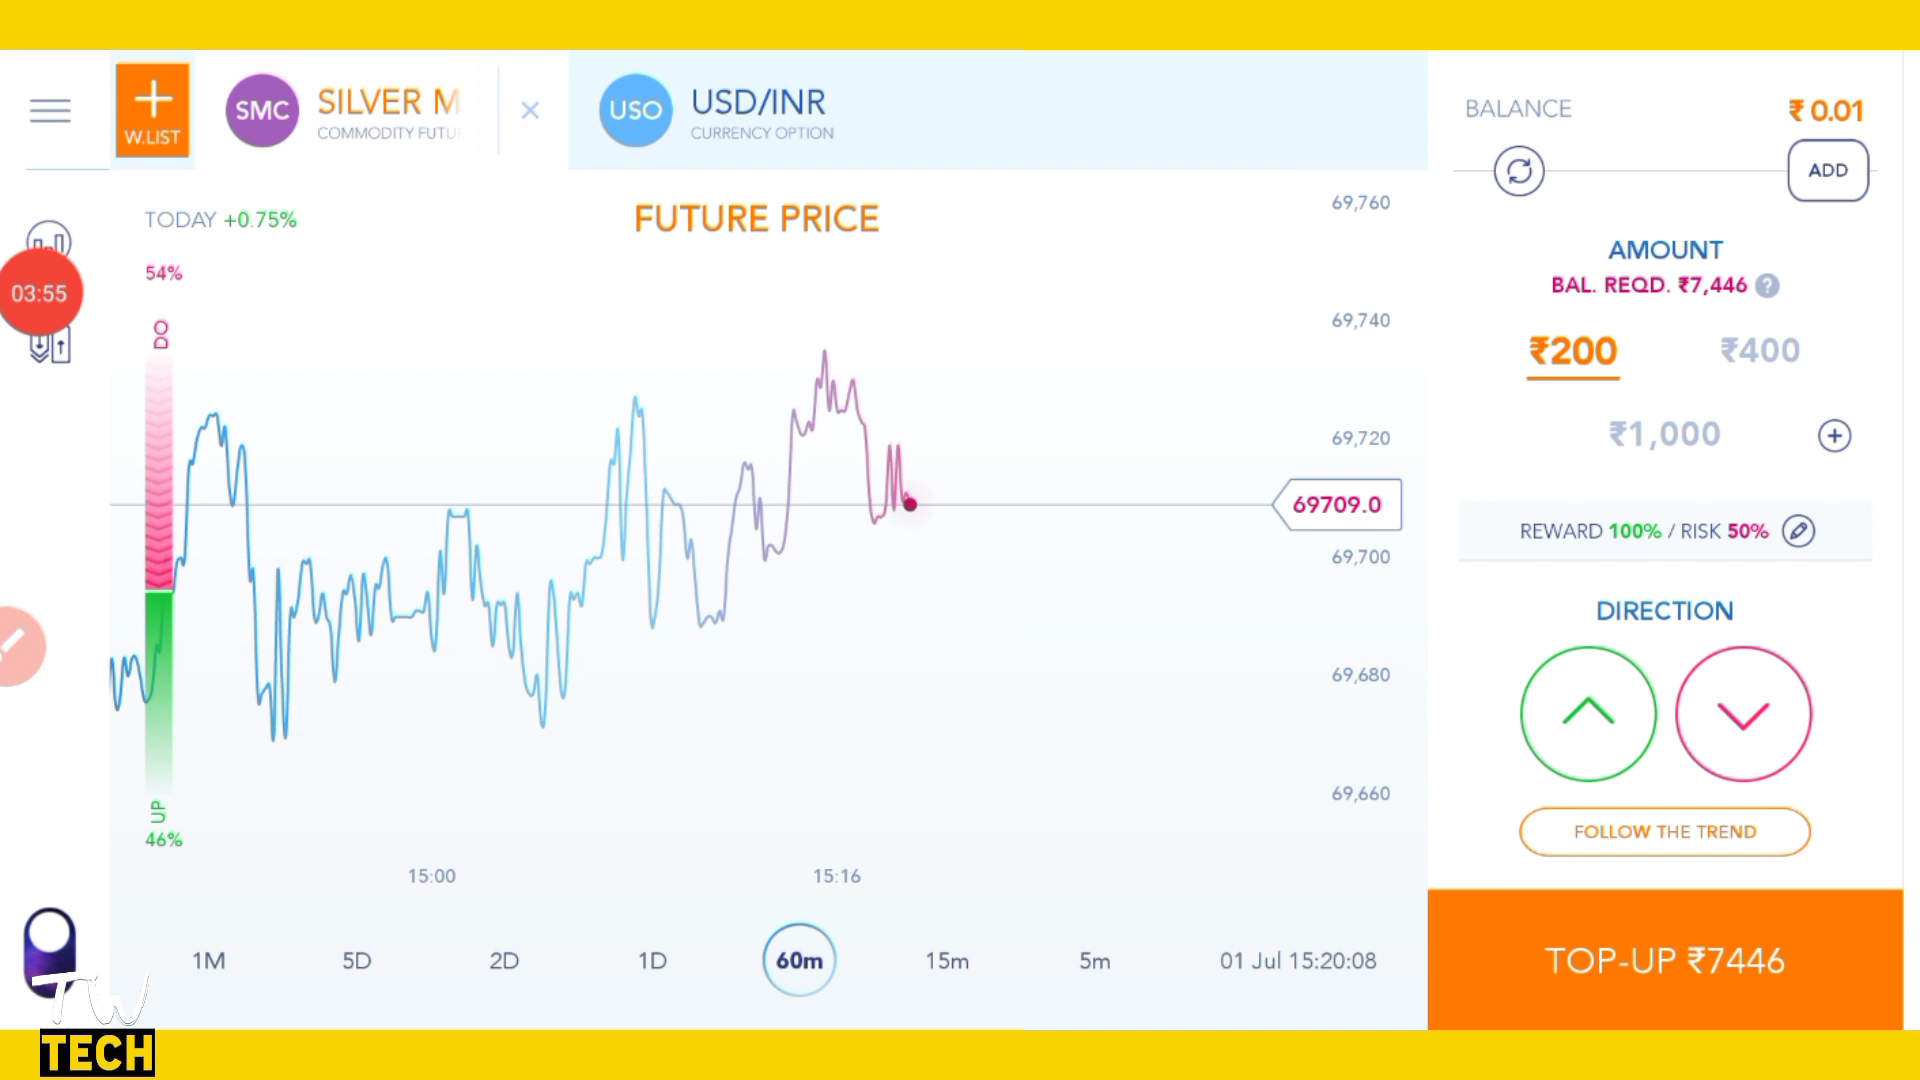 W.LIST
SMC
SILVER M
COMMODITY FUTU
USO
USD/INR
CURRENCY OPTION
BALANCE
₹ 0.01
ADD
TODAY +0.75%
FUTURE PRICE
54%
DO
UP
46%
03:55
69,760
69,740
69,720
69709.0
69,700
69,680
69,660
15:00
15:16
1M
5D
2D
1D
60m
15m
5m
01 Jul 15:20:08
AMOUNT
BAL. REQD. ₹7,446 ?
₹200
₹400
₹1,000
REWARD 100% / RISK 50%
DIRECTION
FOLLOW THE TREND
TOP-UP ₹7446
TW
TECH